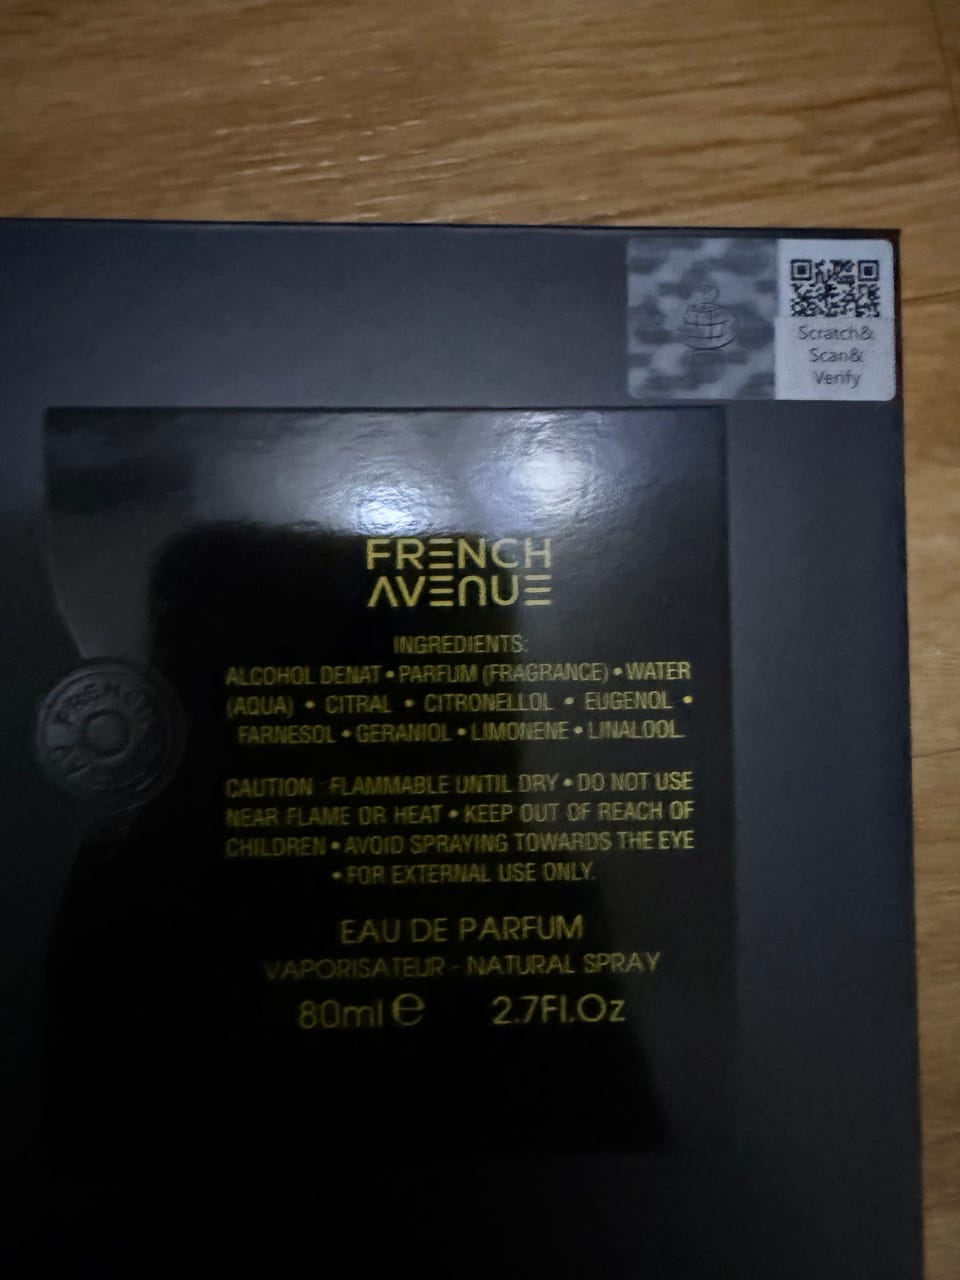 Scratch&
Scan&
Verify
FRENCH
AVENUE
INGREDIENTS:
ALCOHOL DENAT • PARFUM (FRAGRANCE) • WATER
(AQUA) • CITRAL • CITRONELLOL • EUGENOL •
FARNESOL • GERANIOL • LIMONENE • LINALOOL.
CAUTION : FLAMMABLE UNTIL DRY • DO NOT USE
NEAR FLAME OR HEAT • KEEP OUT OF REACH OF
CHILDREN • AVOID SPRAYING TOWARDS THE EYE
• FOR EXTERNAL USE ONLY.
EAU DE PARFUM
VAPORISATEUR - NATURAL SPRAY
80ml e 2.7Fl.Oz
FRENCH